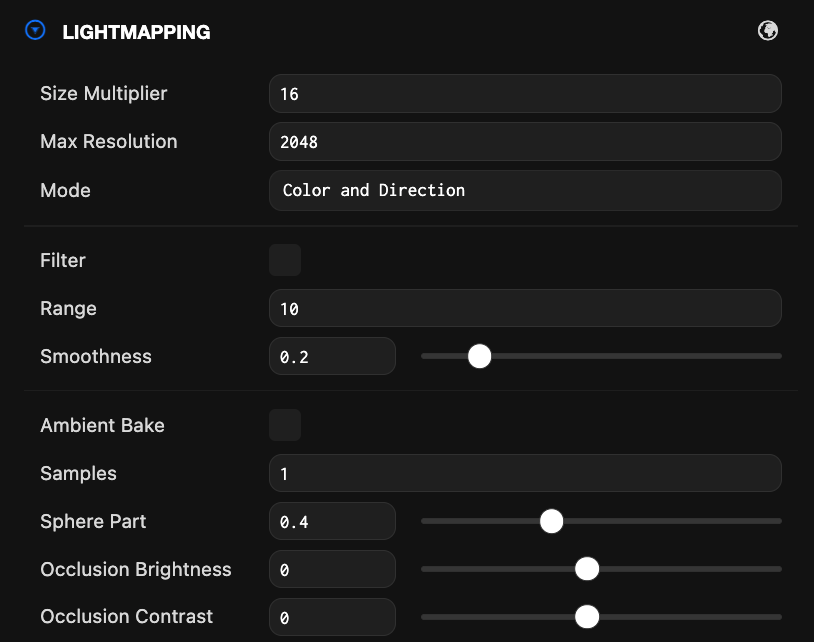 LIGHTMAPPING
Size Multiplier 16
Max Resolution 2048
Mode Color and Direction
Filter
Range 10
Smoothness 0.2
Ambient Bake
Samples 1
Sphere Part 0.4
Occlusion Brightness 0
Occlusion Contrast 0